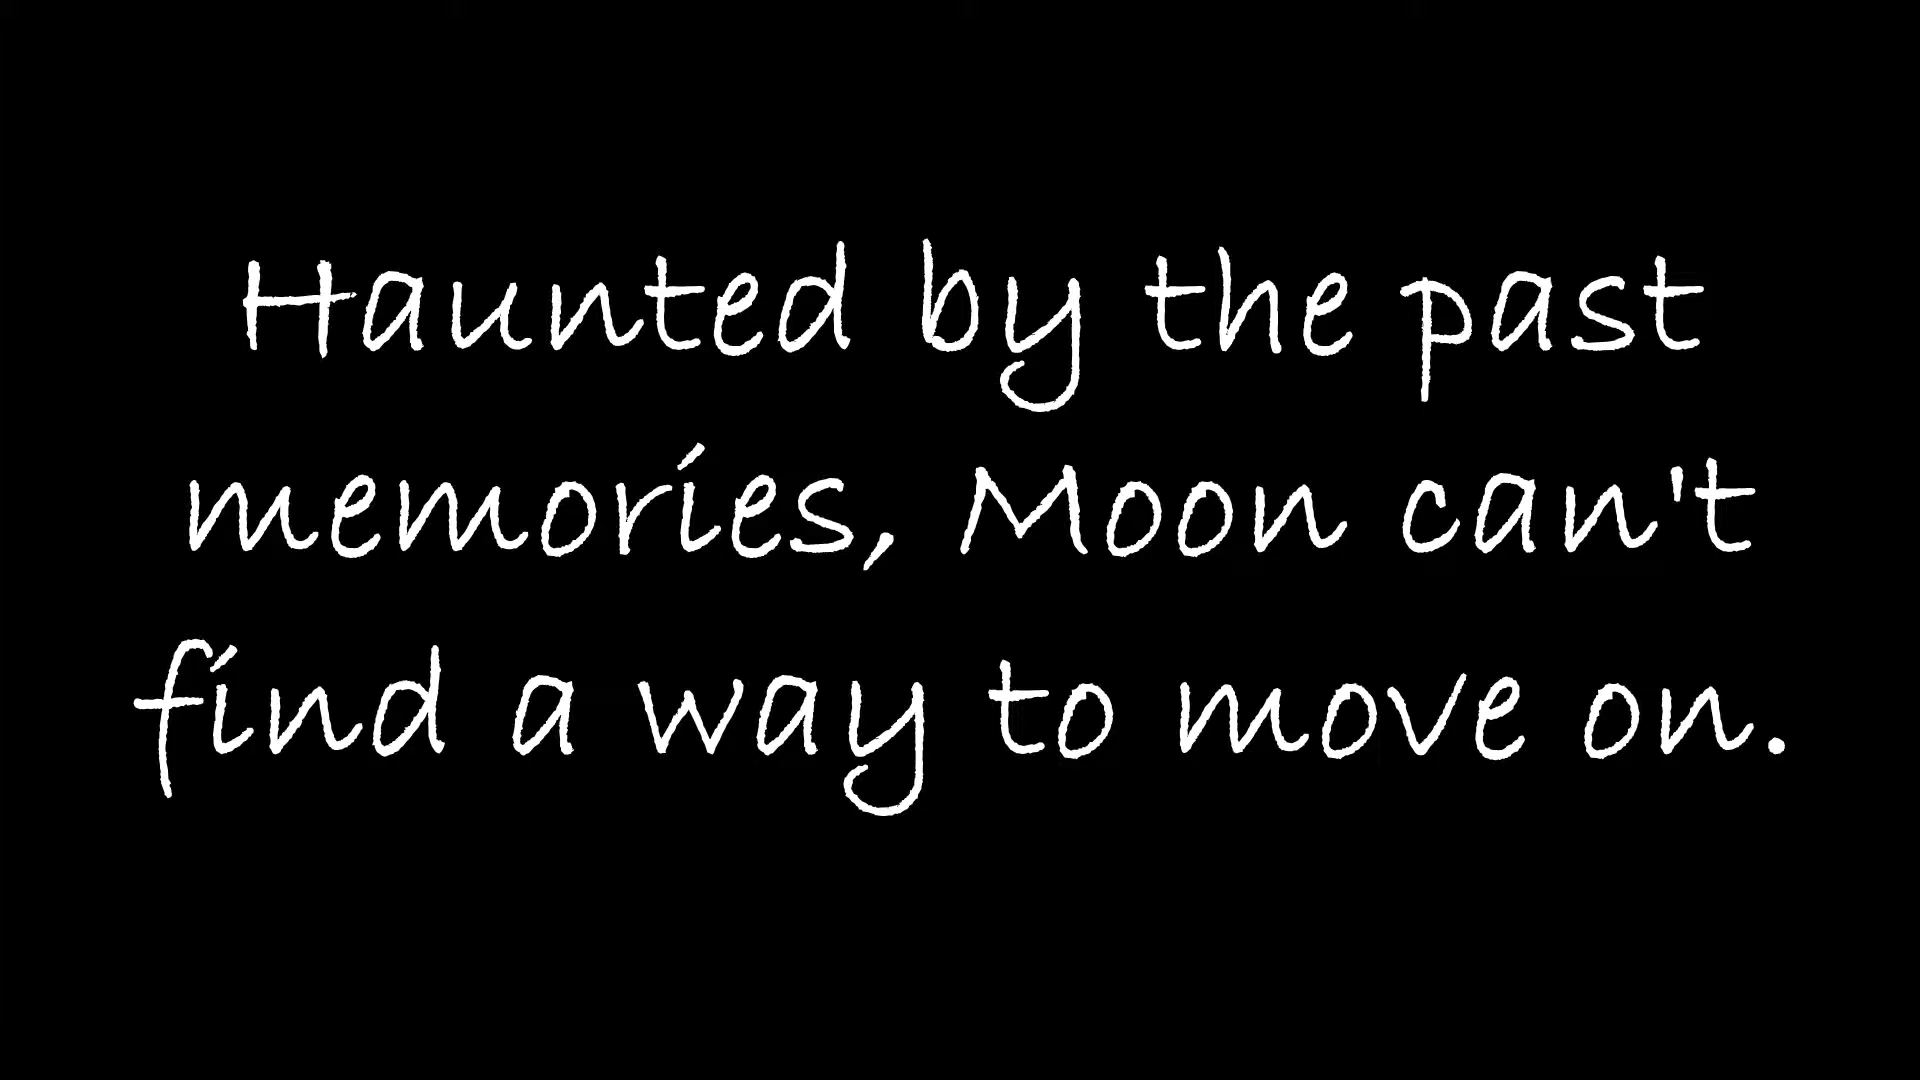 Haunted by the past
memories, Moon can't
find a way to move on.